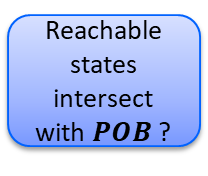 Reachable
states
intersect
with POB ?